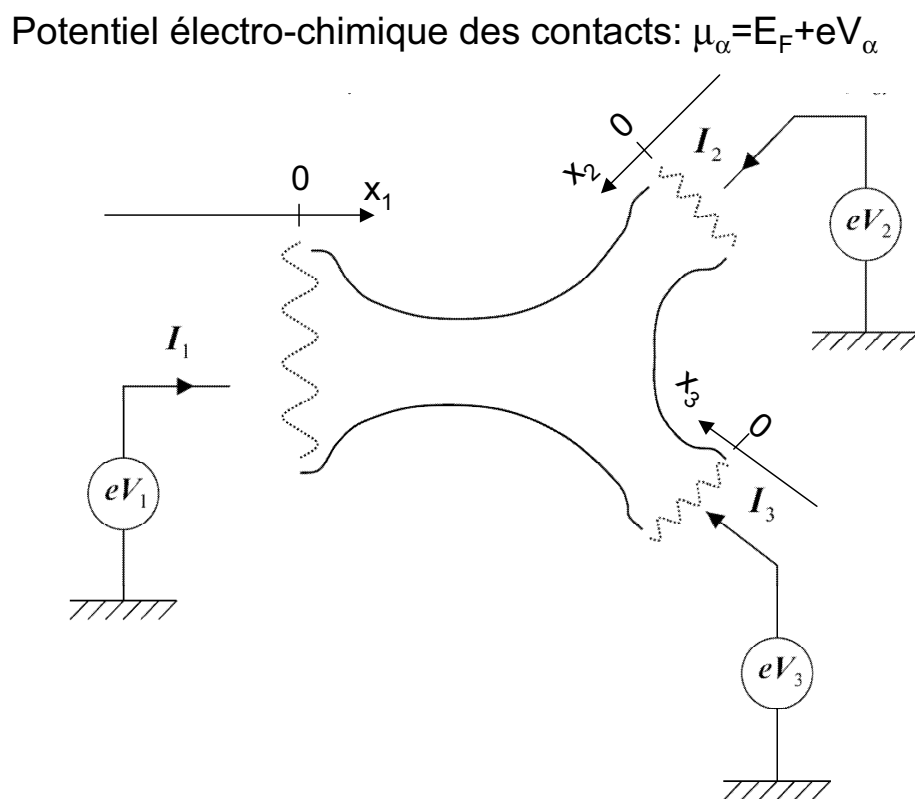 Potentiel électro-chimique des contacts: μα=EF+eVα
0
x1
0
x2
I2
eV2
I1
x3
0
eV1
I3
eV3